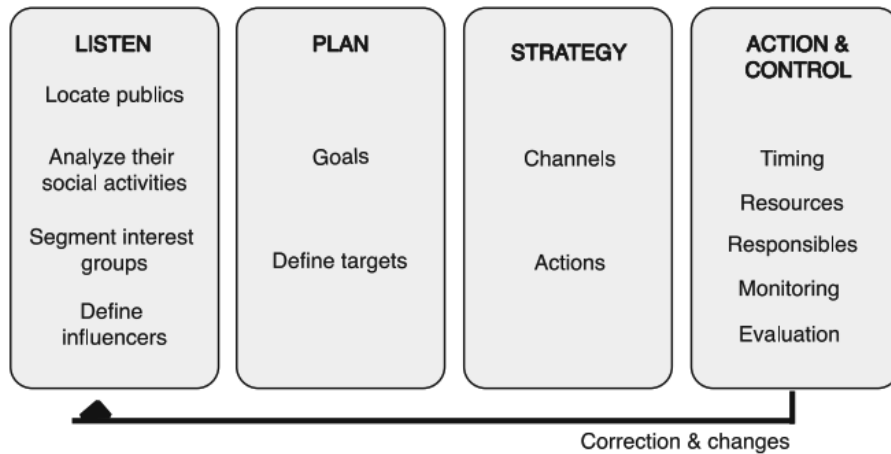 LISTEN
Locate publics
Analyze their
social activities
Segment interest
groups
Define
influencers
PLAN
Goals
Define targets
STRATEGY
Channels
Actions
ACTION &
CONTROL
Timing
Resources
Responsibles
Monitoring
Evaluation
Correction & changes